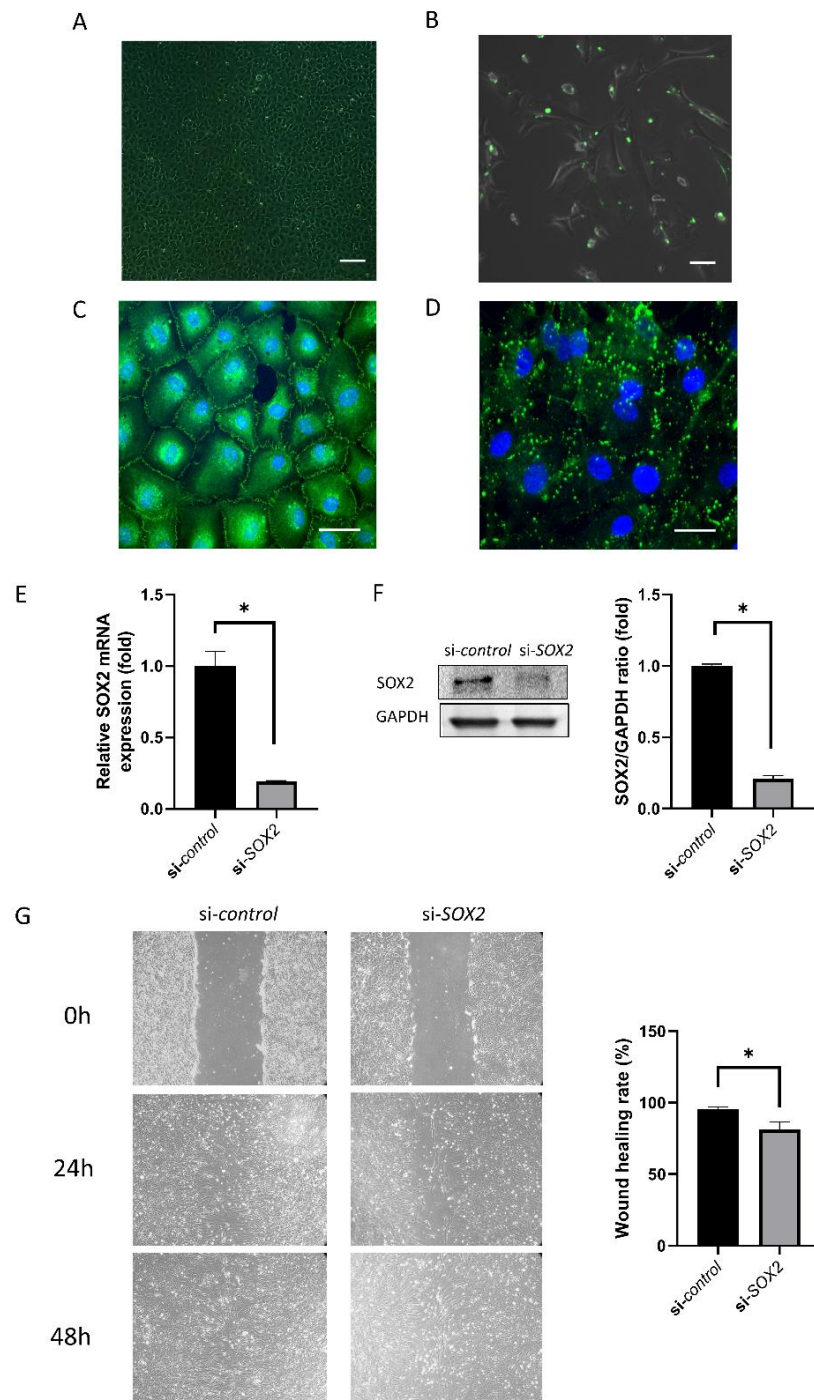 A
B
C
D
E
Relative SOX2 mRNA
expression (fold)
1.5
1.0
0.5
0.0
*
si-control
si-SOX2
F
si-control si-SOX2
SOX2
GAPDH
SOX2/GAPDH ratio (fold)
1.5
1.0
0.5
0.0
*
si-control
si-SOX2
G
si-control si-SOX2
0h
24h
48h
Wound healing rate (%)
150
100
50
0
*
si-control
si-SOX2